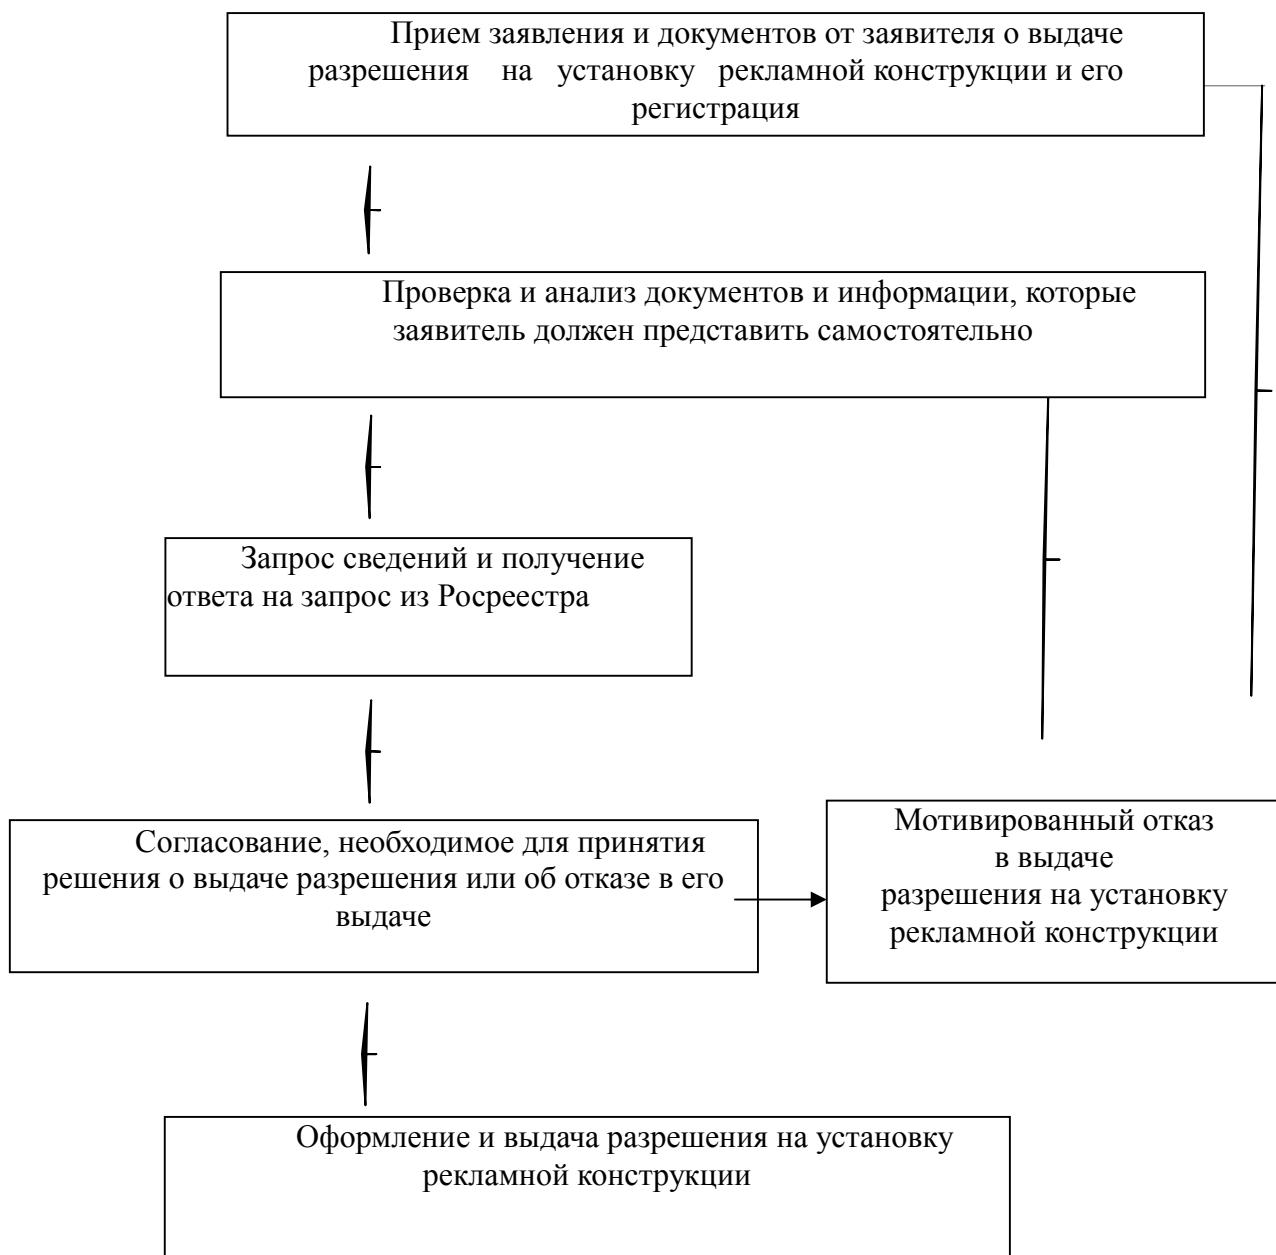 Прием заявления и документов от заявителя о выдаче
разрешения на установку рекламной конструкции и его
регистрация
Проверка и анализ документов и информации, которые
заявитель должен представить самостоятельно
Запрос сведений и получение
ответа на запрос из Росреестра
Согласование, необходимое для принятия
решения о выдаче разрешения или об отказе в его
выдаче
Мотивированный отказ
в выдаче
разрешения на установку
рекламной конструкции
Оформление и выдача разрешения на установку
рекламной конструкции